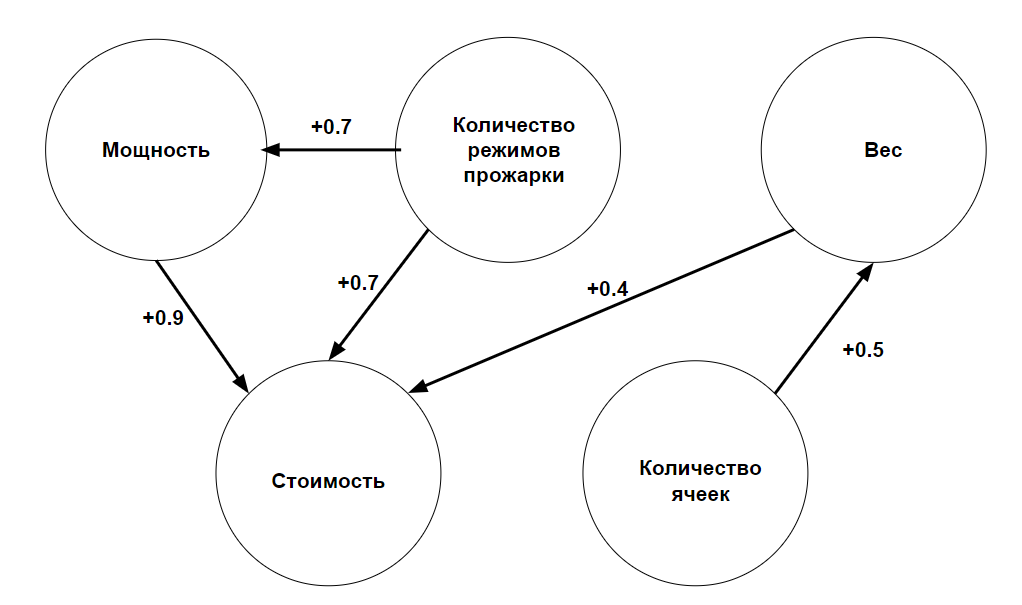 Мощность
+0.7
Количество
режимов
прожарки
Вес
+0.9
+0.7
+0.4
+0.5
Стоимость
Количество
ячеек